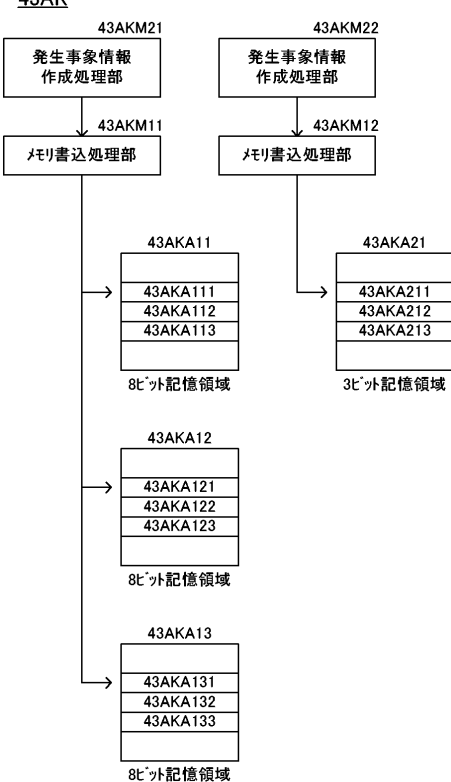 43AK
43AKM21
発生事象情報
作成処理部
43AKM22
発生事象情報
作成処理部
43AKM11
ﾒﾓﾘ書込処理部
43AKM12
ﾒﾓﾘ書込処理部
43AKA11
43AKA111
43AKA112
43AKA113
8ﾋﾞｯﾄ記憶領域
43AKA21
43AKA211
43AKA212
43AKA213
3ﾋﾞｯﾄ記憶領域
43AKA12
43AKA121
43AKA122
43AKA123
8ﾋﾞｯﾄ記憶領域
43AKA13
43AKA131
43AKA132
43AKA133
8ﾋﾞｯﾄ記憶領域